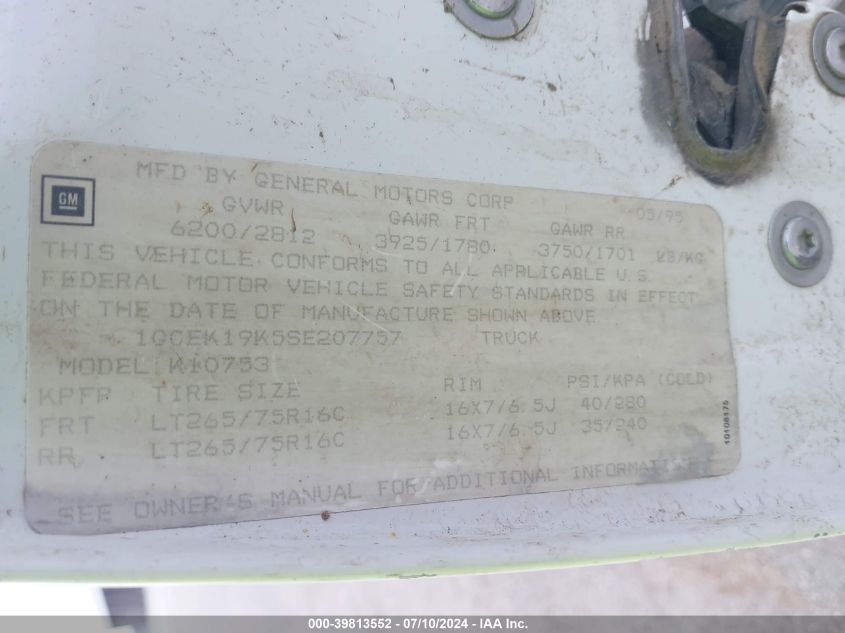 MFD BY GENERAL MOTORS CORP 05/95
GM
GVWR GAWR FRT GAWR RR
6200/2812 3925/1780 3750/1701 LB/KG
THIS VEHICLE CONFORMS TO ALL APPLICABLE U.S.
FEDERAL MOTOR VEHICLE SAFETY STANDARDS IN EFFECT
ON THE DATE OF MANUFACTURE SHOWN ABOVE
1GCEK19K5SE207757 TRUCK
MODEL K10753
KPFP TIRE SIZE RIM PSI/KPA (COLD)
FRT LT265/75R16C 16X7/6.5J 40/280
RR LT265/75R16C 16X7/6.5J 35/240
SEE OWNER'S MANUAL FOR ADDITIONAL INFORMATION
10108175
000-39813552 - 07/10/2024 - IAA Inc.